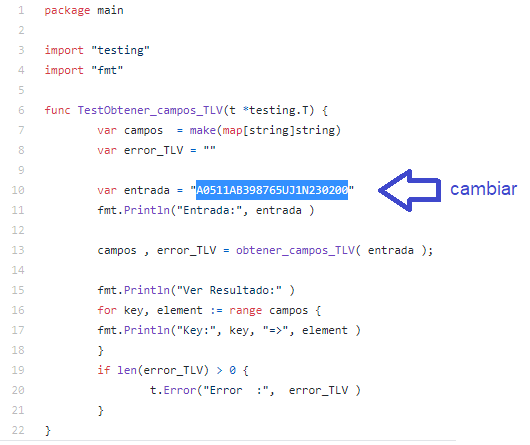 1 package main
2
3 import "testing"
4 import "fmt"
5
6 func TestObtener_campos_TLV(t *testing.T) {
7 var campos  = make(map[string]string)
8 var error_TLV = ""
9
10 var entrada = "A0511AB398765UJ1N230200" cambiar
11 fmt.Println("Entrada:", entrada )
12
13 campos , error_TLV = obtener_campos_TLV( entrada );
14
15 fmt.Println("Ver Resultado:" )
16 for key, element := range campos {
17 fmt.Println("Key:", key, "=>", element )
18 }
19 if len(error_TLV) > 0 {
20 t.Error("Error  :",  error_TLV )
21 }
22 }